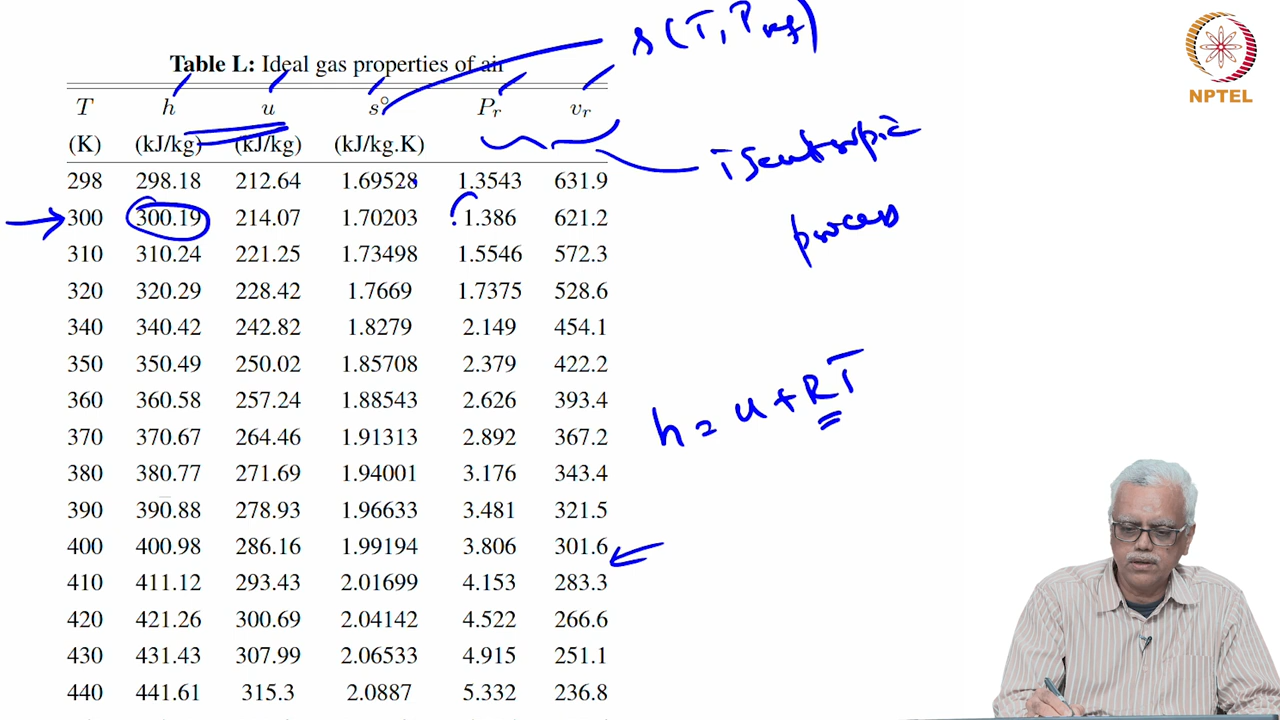 s(T, Pref)
NPTEL
Table L: Ideal gas properties of air
T h u s° Pr vr
(K) (kJ/kg) (kJ/kg) (kJ/kg.K)
298 298.18 212.64 1.69528 1.3543 631.9
300 300.19 214.07 1.70203 1.386 621.2
310 310.24 221.25 1.73498 1.5546 572.3
320 320.29 228.42 1.7669 1.7375 528.6
340 340.42 242.82 1.8279 2.149 454.1
350 350.49 250.02 1.85708 2.379 422.2
360 360.58 257.24 1.88543 2.626 393.4
370 370.67 264.46 1.91313 2.892 367.2
380 380.77 271.69 1.94001 3.176 343.4
390 390.88 278.93 1.96633 3.481 321.5
400 400.98 286.16 1.99194 3.806 301.6
410 411.12 293.43 2.01699 4.153 283.3
420 421.26 300.69 2.04142 4.522 266.6
430 431.43 307.99 2.06533 4.915 251.1
440 441.61 315.3 2.0887 5.332 236.8
isentropic
process
h = u + RT